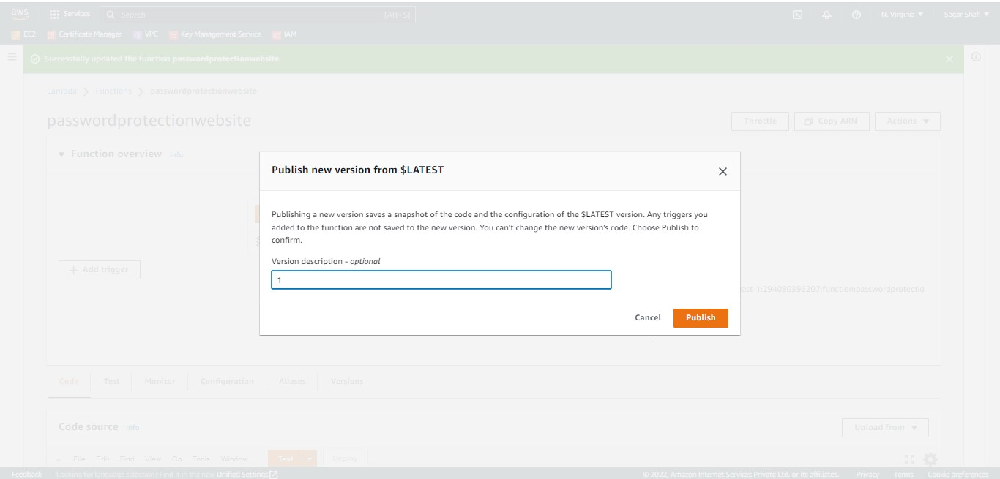 aws
Services
Search
[Alt+S]
N. Virginia
Sagar Shah
EC2
Certificate Manager
VPC
Key Management Service
IAM
Successfully updated the function passwordprotectionwebsite.
Lambda
Functions
passwordprotectionwebsite
passwordprotectionwebsite
Throttle
Copy ARN
Actions
Function overview Info
Publish new version from $LATEST
Publishing a new version saves a snapshot of the code and the configuration of the $LATEST version. Any triggers you
added to the function are not saved to the new version. You can't change the new version's code. Choose Publish to
confirm.
Version description - optional
1
Add trigger
ast-1:294080396207:function:passwordprotectio
Cancel
Publish
Code
Test
Monitor
Configuration
Aliases
Versions
Code source Info
Upload from
File Edit Find View Go Tools Window
Test
Deploy
Feedback
Looking for language selection? Find it in the new Unified Settings
© 2022, Amazon Internet Services Private Ltd. or its affiliates.
Privacy
Terms
Cookie preferences